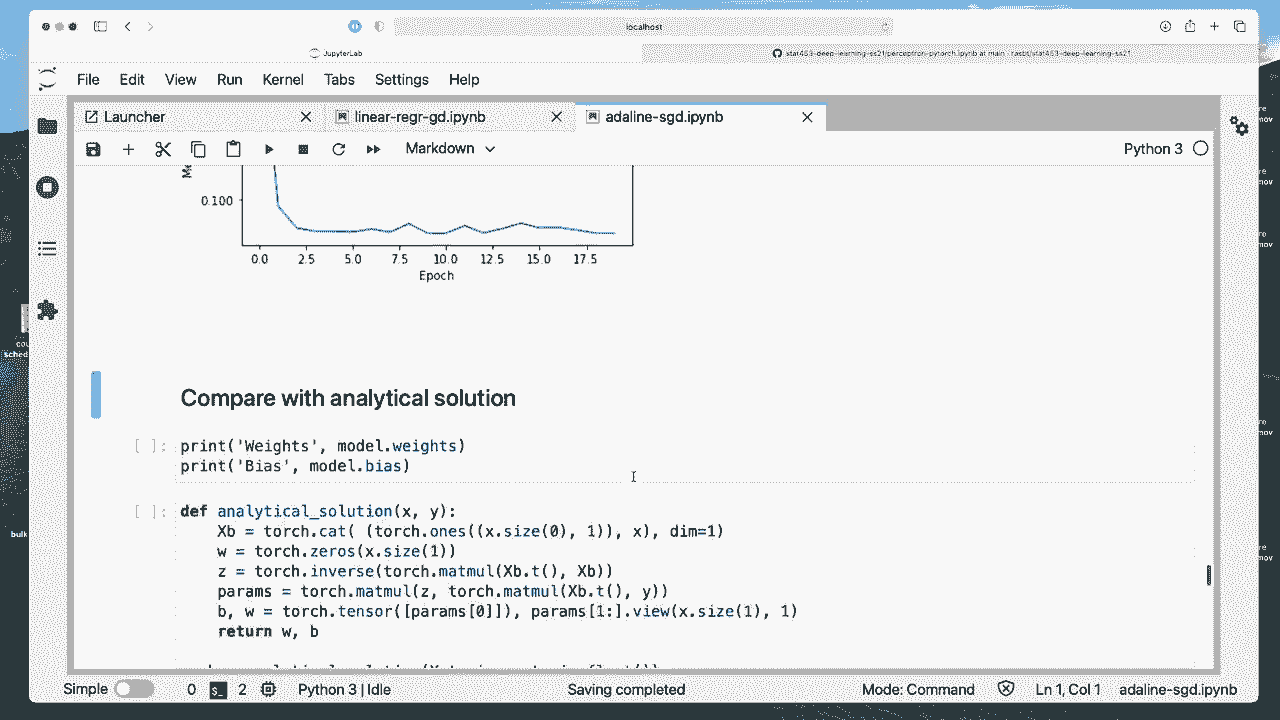 localhost
JupyterLab
stat453-deep-learning-ss21/perceptron-pytorch.ipynb at main · rasbt/stat453-deep-learning-ss21
File Edit View Run Kernel Tabs Settings Help
Launcher
linear-regr-gd.ipynb
adaline-sgd.ipynb
Markdown
Python 3
0.100
0.0 2.5 5.0 7.5 10.0 12.5 15.0 17.5
Epoch
Compare with analytical solution
[ ]: print('Weights', model.weights)
print('Bias', model.bias)
[ ]: def analytical_solution(x, y):
Xb = torch.cat( (torch.ones((x.size(0), 1)), x), dim=1)
w = torch.zeros(x.size(1))
z = torch.inverse(torch.matmul(Xb.t(), Xb))
params = torch.matmul(z, torch.matmul(Xb.t(), y))
b, w = torch.tensor([params[0]]), params[1:].view(x.size(1), 1)
return w, b
Simple 0 2 Python 3 | Idle Saving completed Mode: Command Ln 1, Col 1 adaline-sgd.ipynb